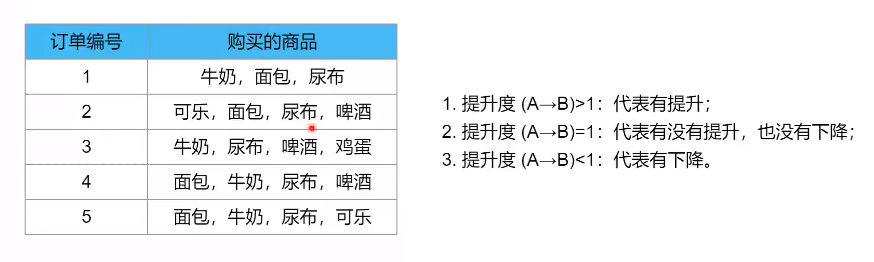 订单编号 购买的商品
1 牛奶，面包，尿布
2 可乐，面包，尿布，啤酒
3 牛奶，尿布，啤酒，鸡蛋
4 面包，牛奶，尿布，啤酒
5 面包，牛奶，尿布，可乐
1. 提升度 (A→B)>1：代表有提升；
2. 提升度 (A→B)=1：代表有没有提升，也没有下降；
3. 提升度 (A→B)<1：代表有下降。